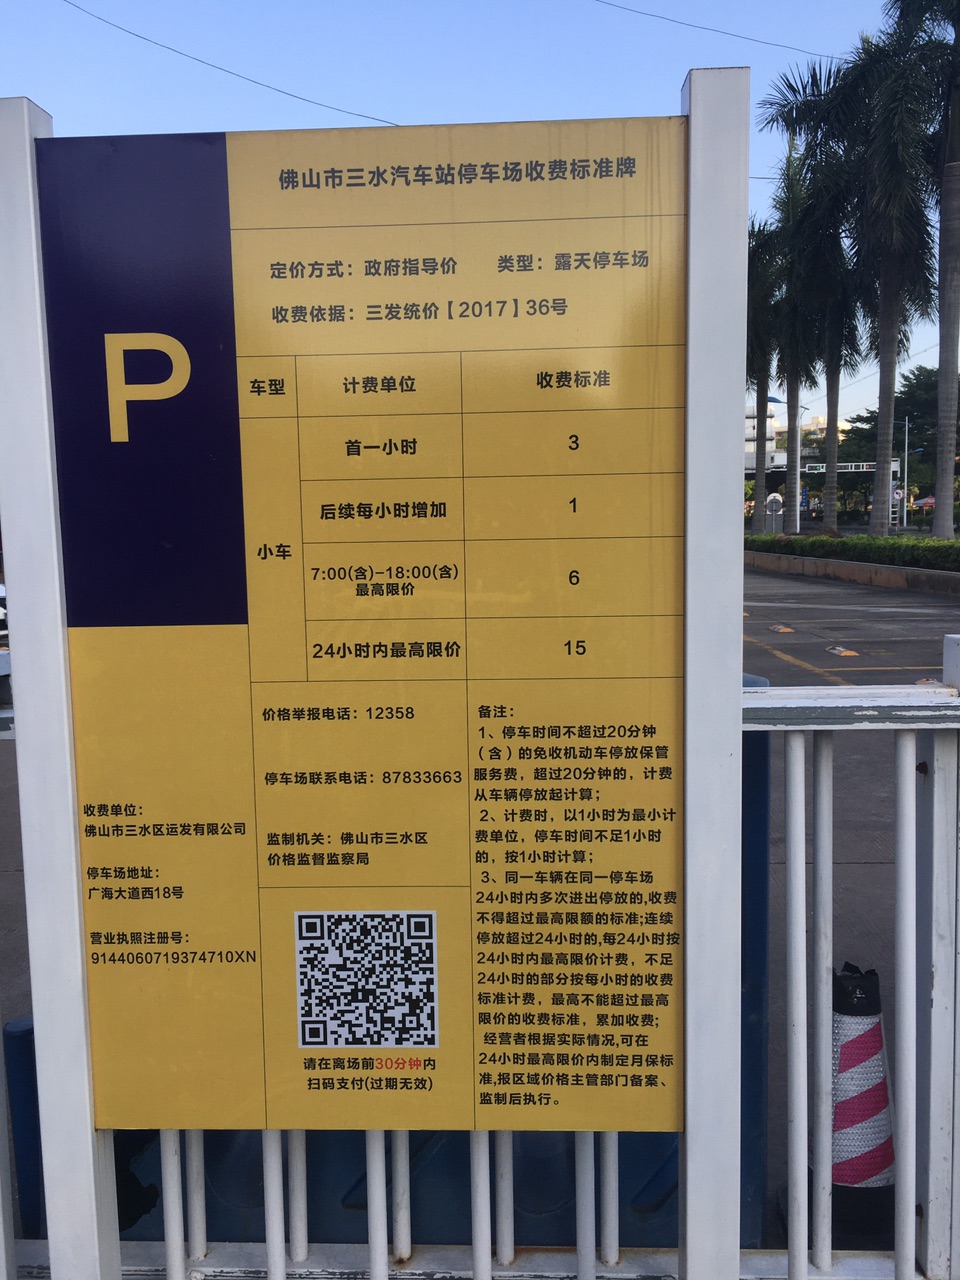 P
佛山市三水汽车站停车场收费标准牌
定价方式：政府指导价 类型：露天停车场
收费依据：三发统价【2017】36号
车型 计费单位 收费标准
小车
首一小时 3
后续每小时增加 1
7:00(含)-18:00(含)
最高限价 6
24小时内最高限价 15
收费单位：
佛山市三水区运发有限公司
停车场地址：
广海大道西18号
营业执照注册号：
9144060719374710XN
价格举报电话：12358
停车场联系电话：87833663
监制机关：佛山市三水区
价格监督监察局
请在离场前30分钟内
扫码支付(过期无效)
备注：
1、停车时间不超过20分钟
（含）的免收机动车停放保管
服务费，超过20分钟的，计费
从车辆停放起计算；
2、计费时，以1小时为最小计
费单位，停车时间不足1小时
的，按1小时计算；
3、同一车辆在同一停车场
24小时内多次进出停放的,收费
不得超过最高限额的标准;连续
停放超过24小时的,每24小时按
24小时内最高限价计费，不足
24小时的部分按每小时的收费
标准计费，最高不能超过最高
限价的收费标准，累加收费;
经营者根据实际情况,可在
24小时最高限价内制定月保标
准,报区域价格主管部门备案、
监制后执行。